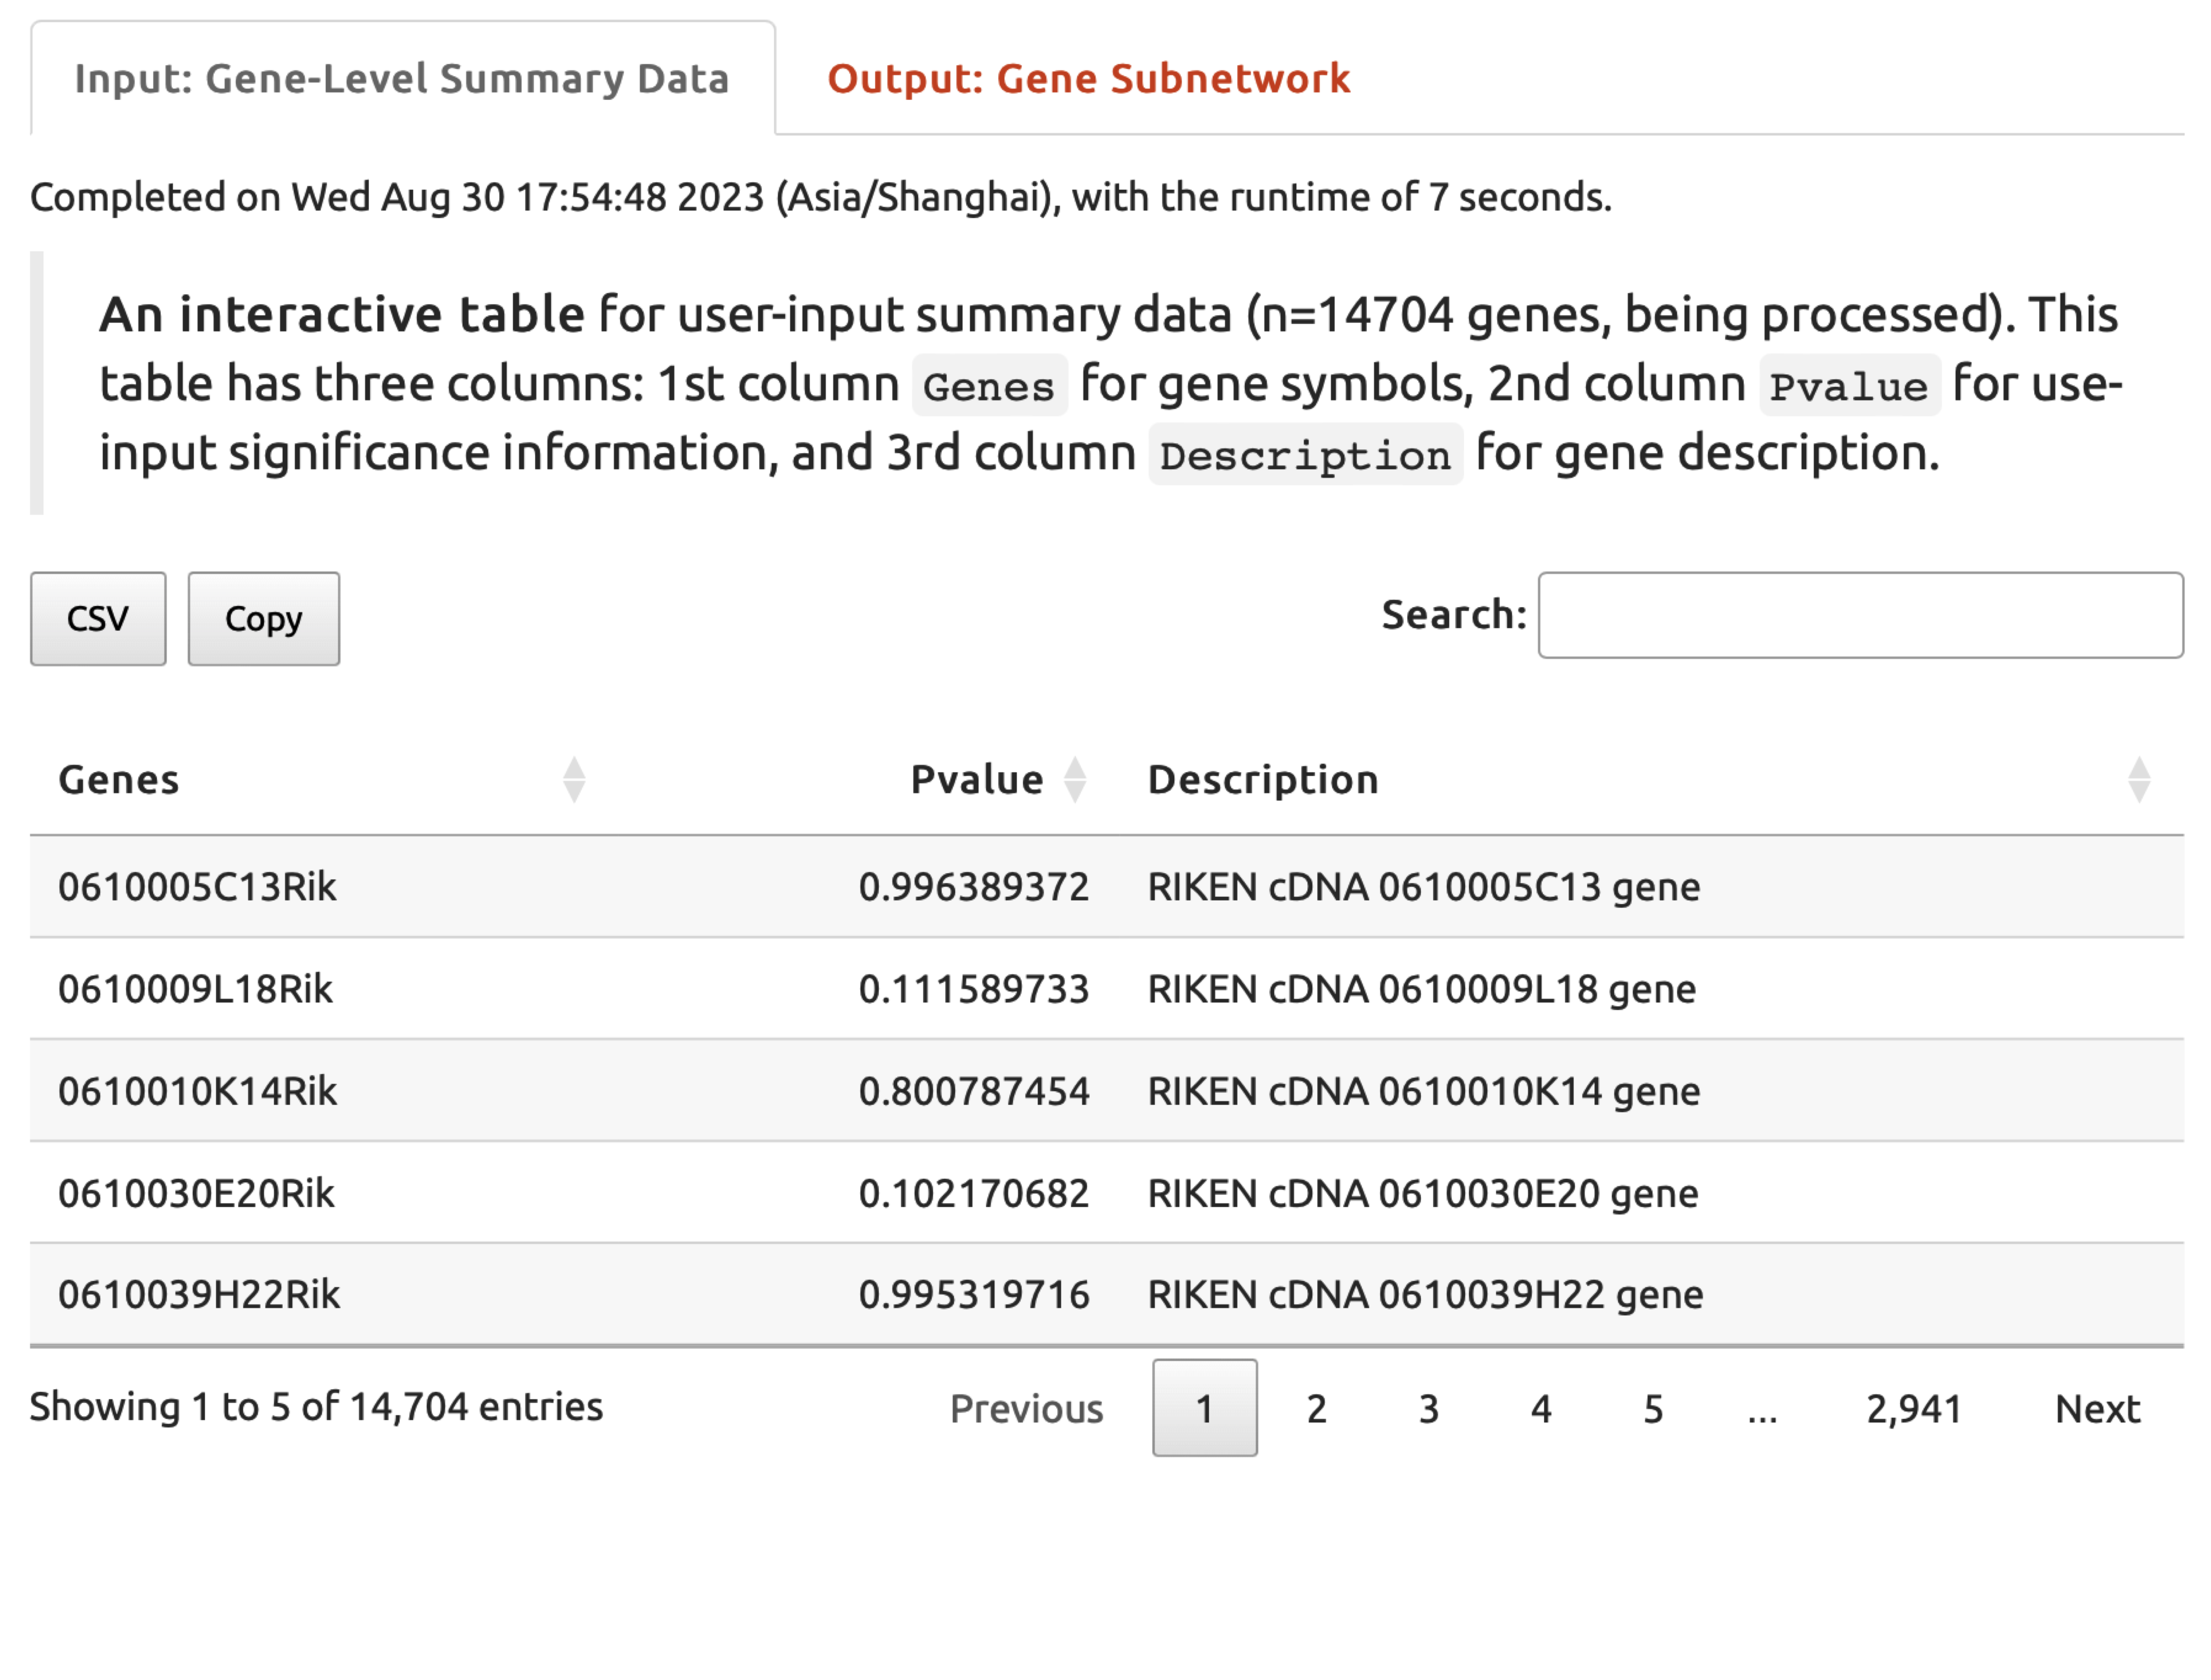 Input: Gene-Level Summary Data
Output: Gene Subnetwork
Completed on Wed Aug 30 17:54:48 2023 (Asia/Shanghai), with the runtime of 7 seconds.
An interactive table for user-input summary data (n=14704 genes, being processed). This
table has three columns: 1st column Genes for gene symbols, 2nd column Pvalue for use-
input significance information, and 3rd column Description for gene description.
CSV Copy Search:
Genes Pvalue Description
0610005C13Rik 0.996389372 RIKEN cDNA 0610005C13 gene
0610009L18Rik 0.111589733 RIKEN cDNA 0610009L18 gene
0610010K14Rik 0.800787454 RIKEN cDNA 0610010K14 gene
0610030E20Rik 0.102170682 RIKEN cDNA 0610030E20 gene
0610039H22Rik 0.995319716 RIKEN cDNA 0610039H22 gene
Showing 1 to 5 of 14,704 entries Previous 1 2 3 4 5 ... 2,941 Next